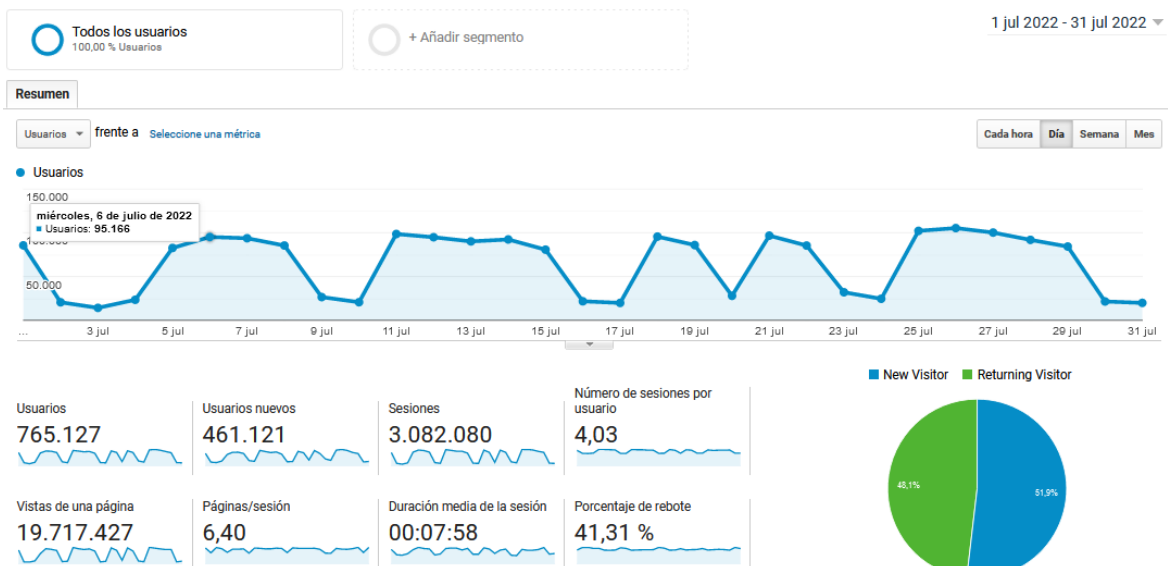 Todos los usuarios
100,00 % Usuarios
+ Añadir segmento
1 jul 2022 - 31 jul 2022
Resumen
Usuarios frente a Seleccione una métrica
Cada hora Día Semana Mes
Usuarios
150.000
miércoles, 6 de julio de 2022
Usuarios: 95.166
100.000
50.000
... 3 jul 5 jul 7 jul 9 jul 11 jul 13 jul 15 jul 17 jul 19 jul 21 jul 23 jul 25 jul 27 jul 29 jul 31 jul
New Visitor Returning Visitor
Usuarios
765.127
Usuarios nuevos
461.121
Sesiones
3.082.080
Número de sesiones por
usuario
4,03
48,1%
51,9%
Vistas de una página
19.717.427
Páginas/sesión
6,40
Duración media de la sesión
00:07:58
Porcentaje de rebote
41,31 %